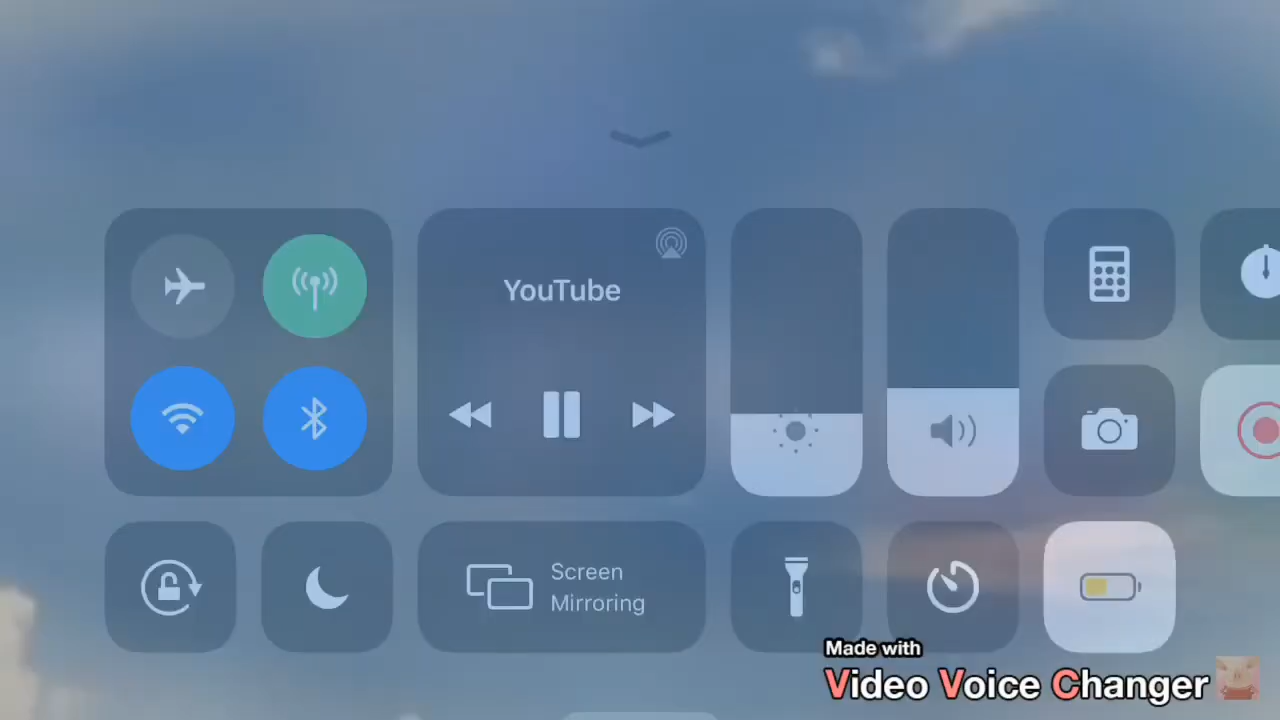 YouTube
Screen
Mirroring
Made with
Video Voice Changer